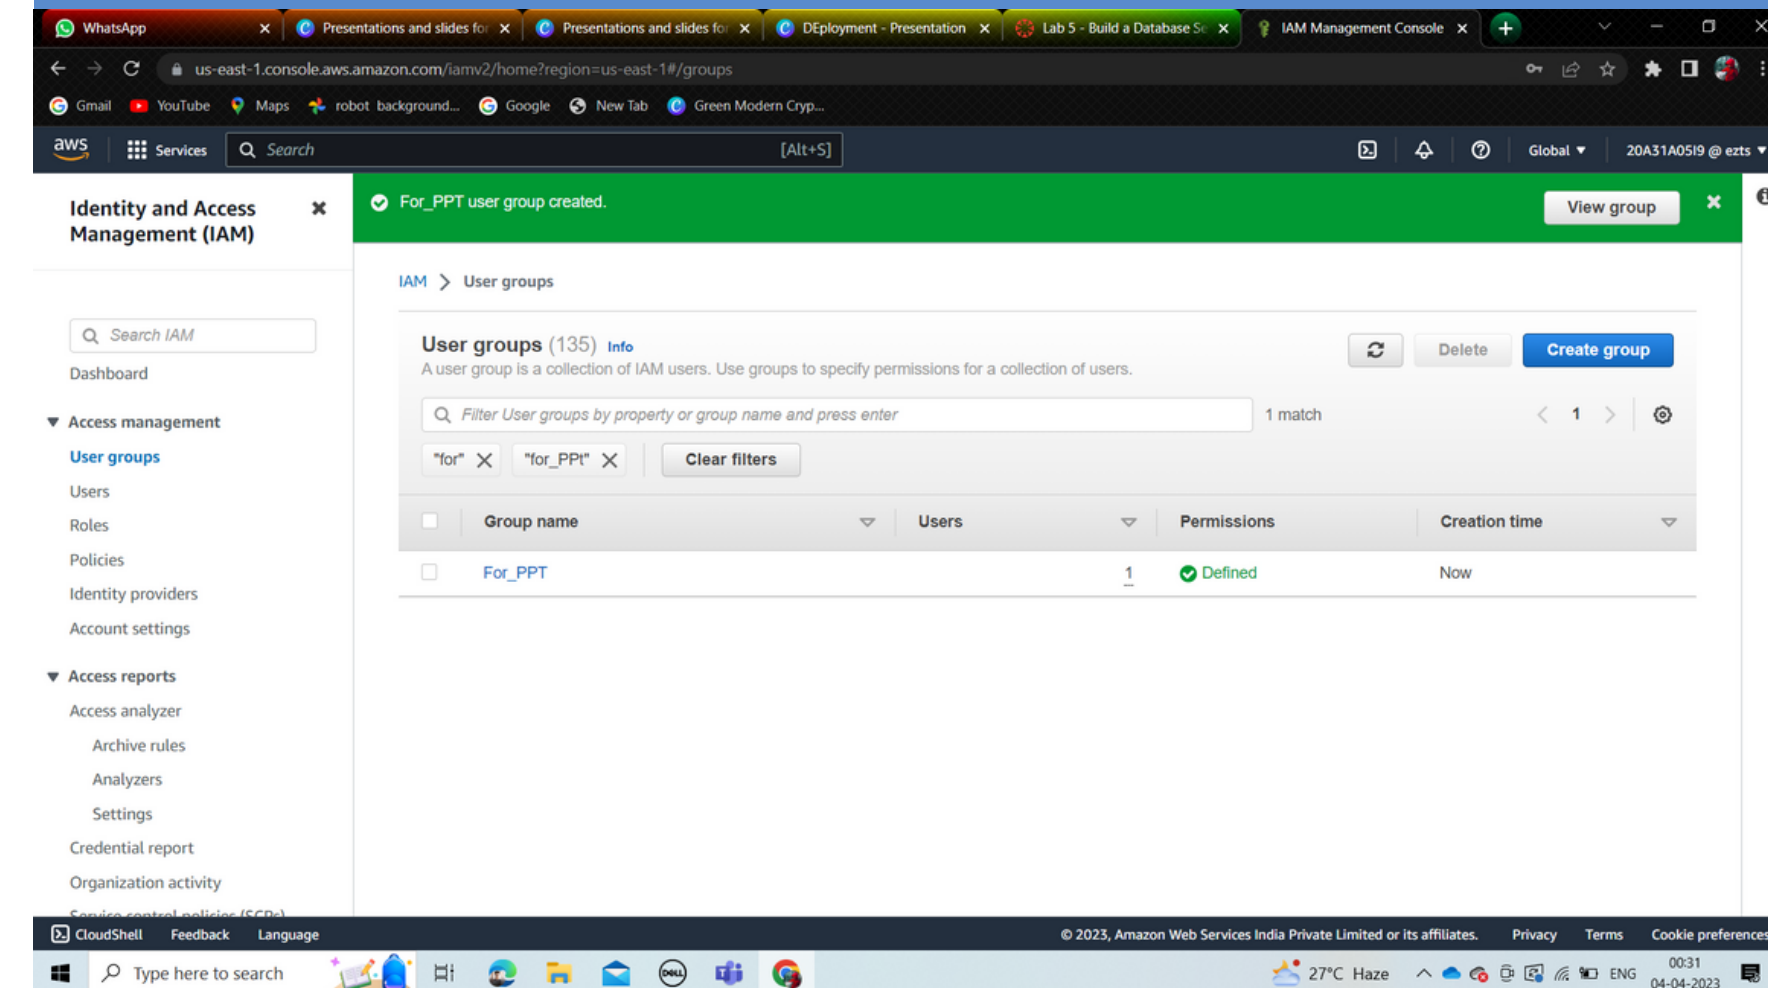 WhatsApp
Presentations and slides for
Presentations and slides for
DEployment - Presentation
Lab 5 - Build a Database Se
IAM Management Console
us-east-1.console.aws.amazon.com/iamv2/home?region=us-east-1#/groups
Gmail
YouTube
Maps
robot background...
Google
New Tab
Green Modern Cryp...
aws
Services
Search
[Alt+S]
Global
20A31A05I9 @ ezts
Identity and Access
Management (IAM)
For_PPT user group created.
View group
IAM > User groups
Search IAM
Dashboard
Access management
User groups
Users
Roles
Policies
Identity providers
Account settings
Access reports
Access analyzer
Archive rules
Analyzers
Settings
Credential report
Organization activity
Service control policies (SCPs)
User groups (135) Info
A user group is a collection of IAM users. Use groups to specify permissions for a collection of users.
Delete
Create group
Filter User groups by property or group name and press enter
1 match
1
"for"
"for_PPt"
Clear filters
Group name
Users
Permissions
Creation time
For_PPT
1
Defined
Now
CloudShell
Feedback
Language
© 2023, Amazon Web Services India Private Limited or its affiliates.
Privacy
Terms
Cookie preferences
Type here to search
DELL
27°C Haze
ENG
00:31
04-04-2023